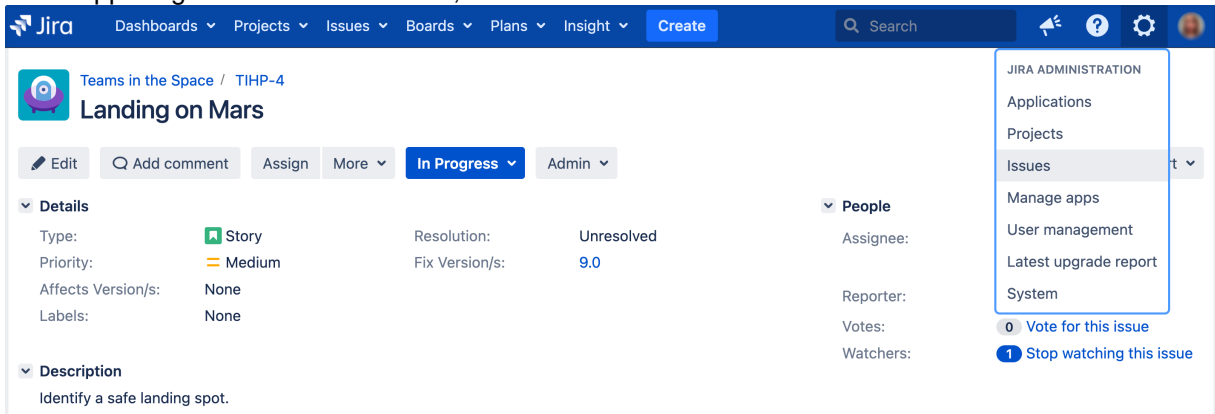 Jira Dashboards Projects Issues Boards Plans Insight Create Search
JIRA ADMINISTRATION
Applications
Projects
Issues
Manage apps
User management
Latest upgrade report
System
Teams in the Space / TIHP-4
Landing on Mars
Edit Add comment Assign More In Progress Admin
Details
Type: Story
Priority: Medium
Affects Version/s: None
Labels: None
Resolution: Unresolved
Fix Version/s: 9.0
People
Assignee:
Reporter:
Votes: 0 Vote for this issue
Watchers: 1 Stop watching this issue
Description
Identify a safe landing spot.